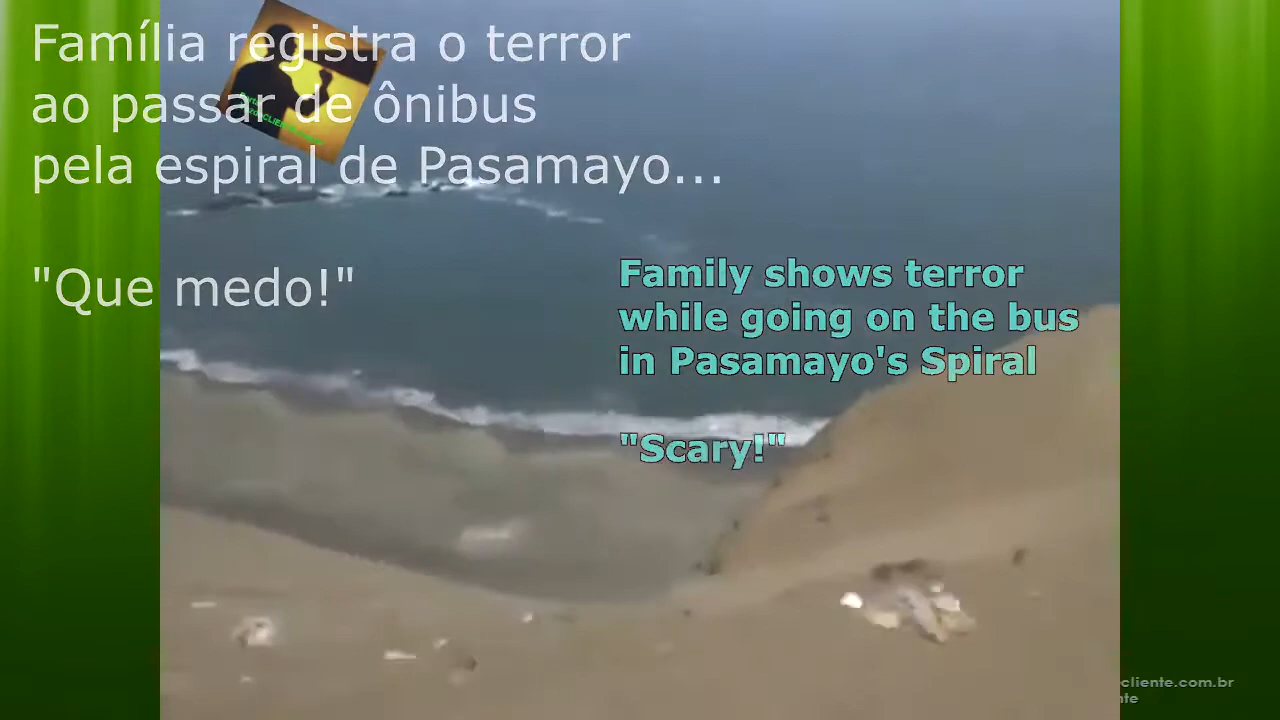 Família registra o terror
ao passar de ônibus
pela espiral de Pasamayo...
"Que medo!"
Family shows terror
while going on the bus
in Pasamayo's Spiral
"Scary!"
cliente.com.br
nte